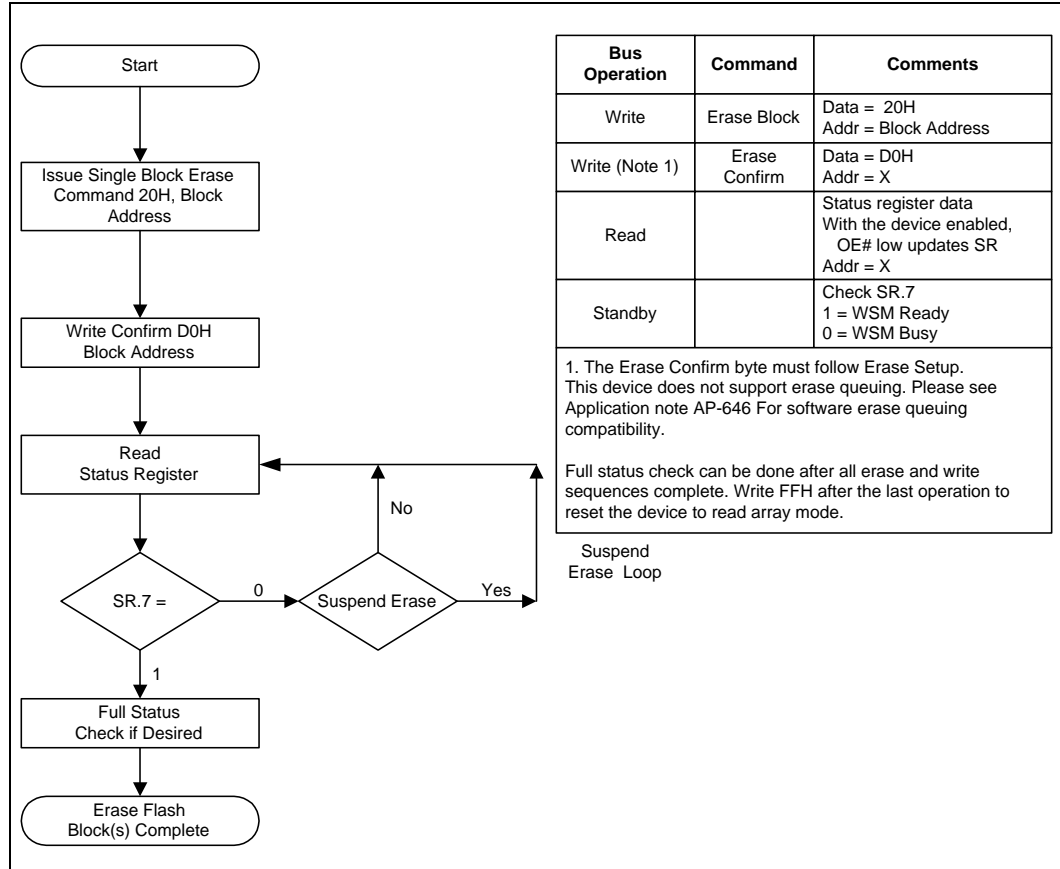 Start
Issue Single Block Erase
Command 20H, Block
Address
Write Confirm D0H
Block Address
Read
Status Register
No
SR.7 =
0
Suspend Erase
Yes
1
Full Status
Check if Desired
Erase Flash
Block(s) Complete
Bus
Operation
Command
Comments
Write
Erase Block
Data = 20H
Addr = Block Address
Write (Note 1)
Erase
Confirm
Data = D0H
Addr = X
Read
Status register data
With the device enabled,
OE# low updates SR
Addr = X
Standby
Check SR.7
1 = WSM Ready
0 = WSM Busy
1. The Erase Confirm byte must follow Erase Setup.
This device does not support erase queuing. Please see
Application note AP-646 For software erase queuing
compatibility.
Full status check can be done after all erase and write
sequences complete. Write FFH after the last operation to
reset the device to read array mode.
Suspend
Erase Loop